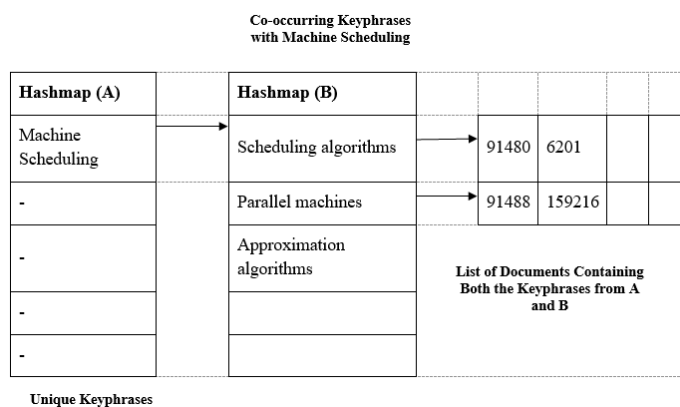 Co-occurring Keyphrases
with Machine Scheduling
Hashmap (A)
Hashmap (B)
Machine
Scheduling
Scheduling algorithms
91480
6201
-
Parallel machines
91488
159216
-
Approximation
algorithms
List of Documents Containing
Both the Keyphrases from A
and B
-
-
Unique Keyphrases